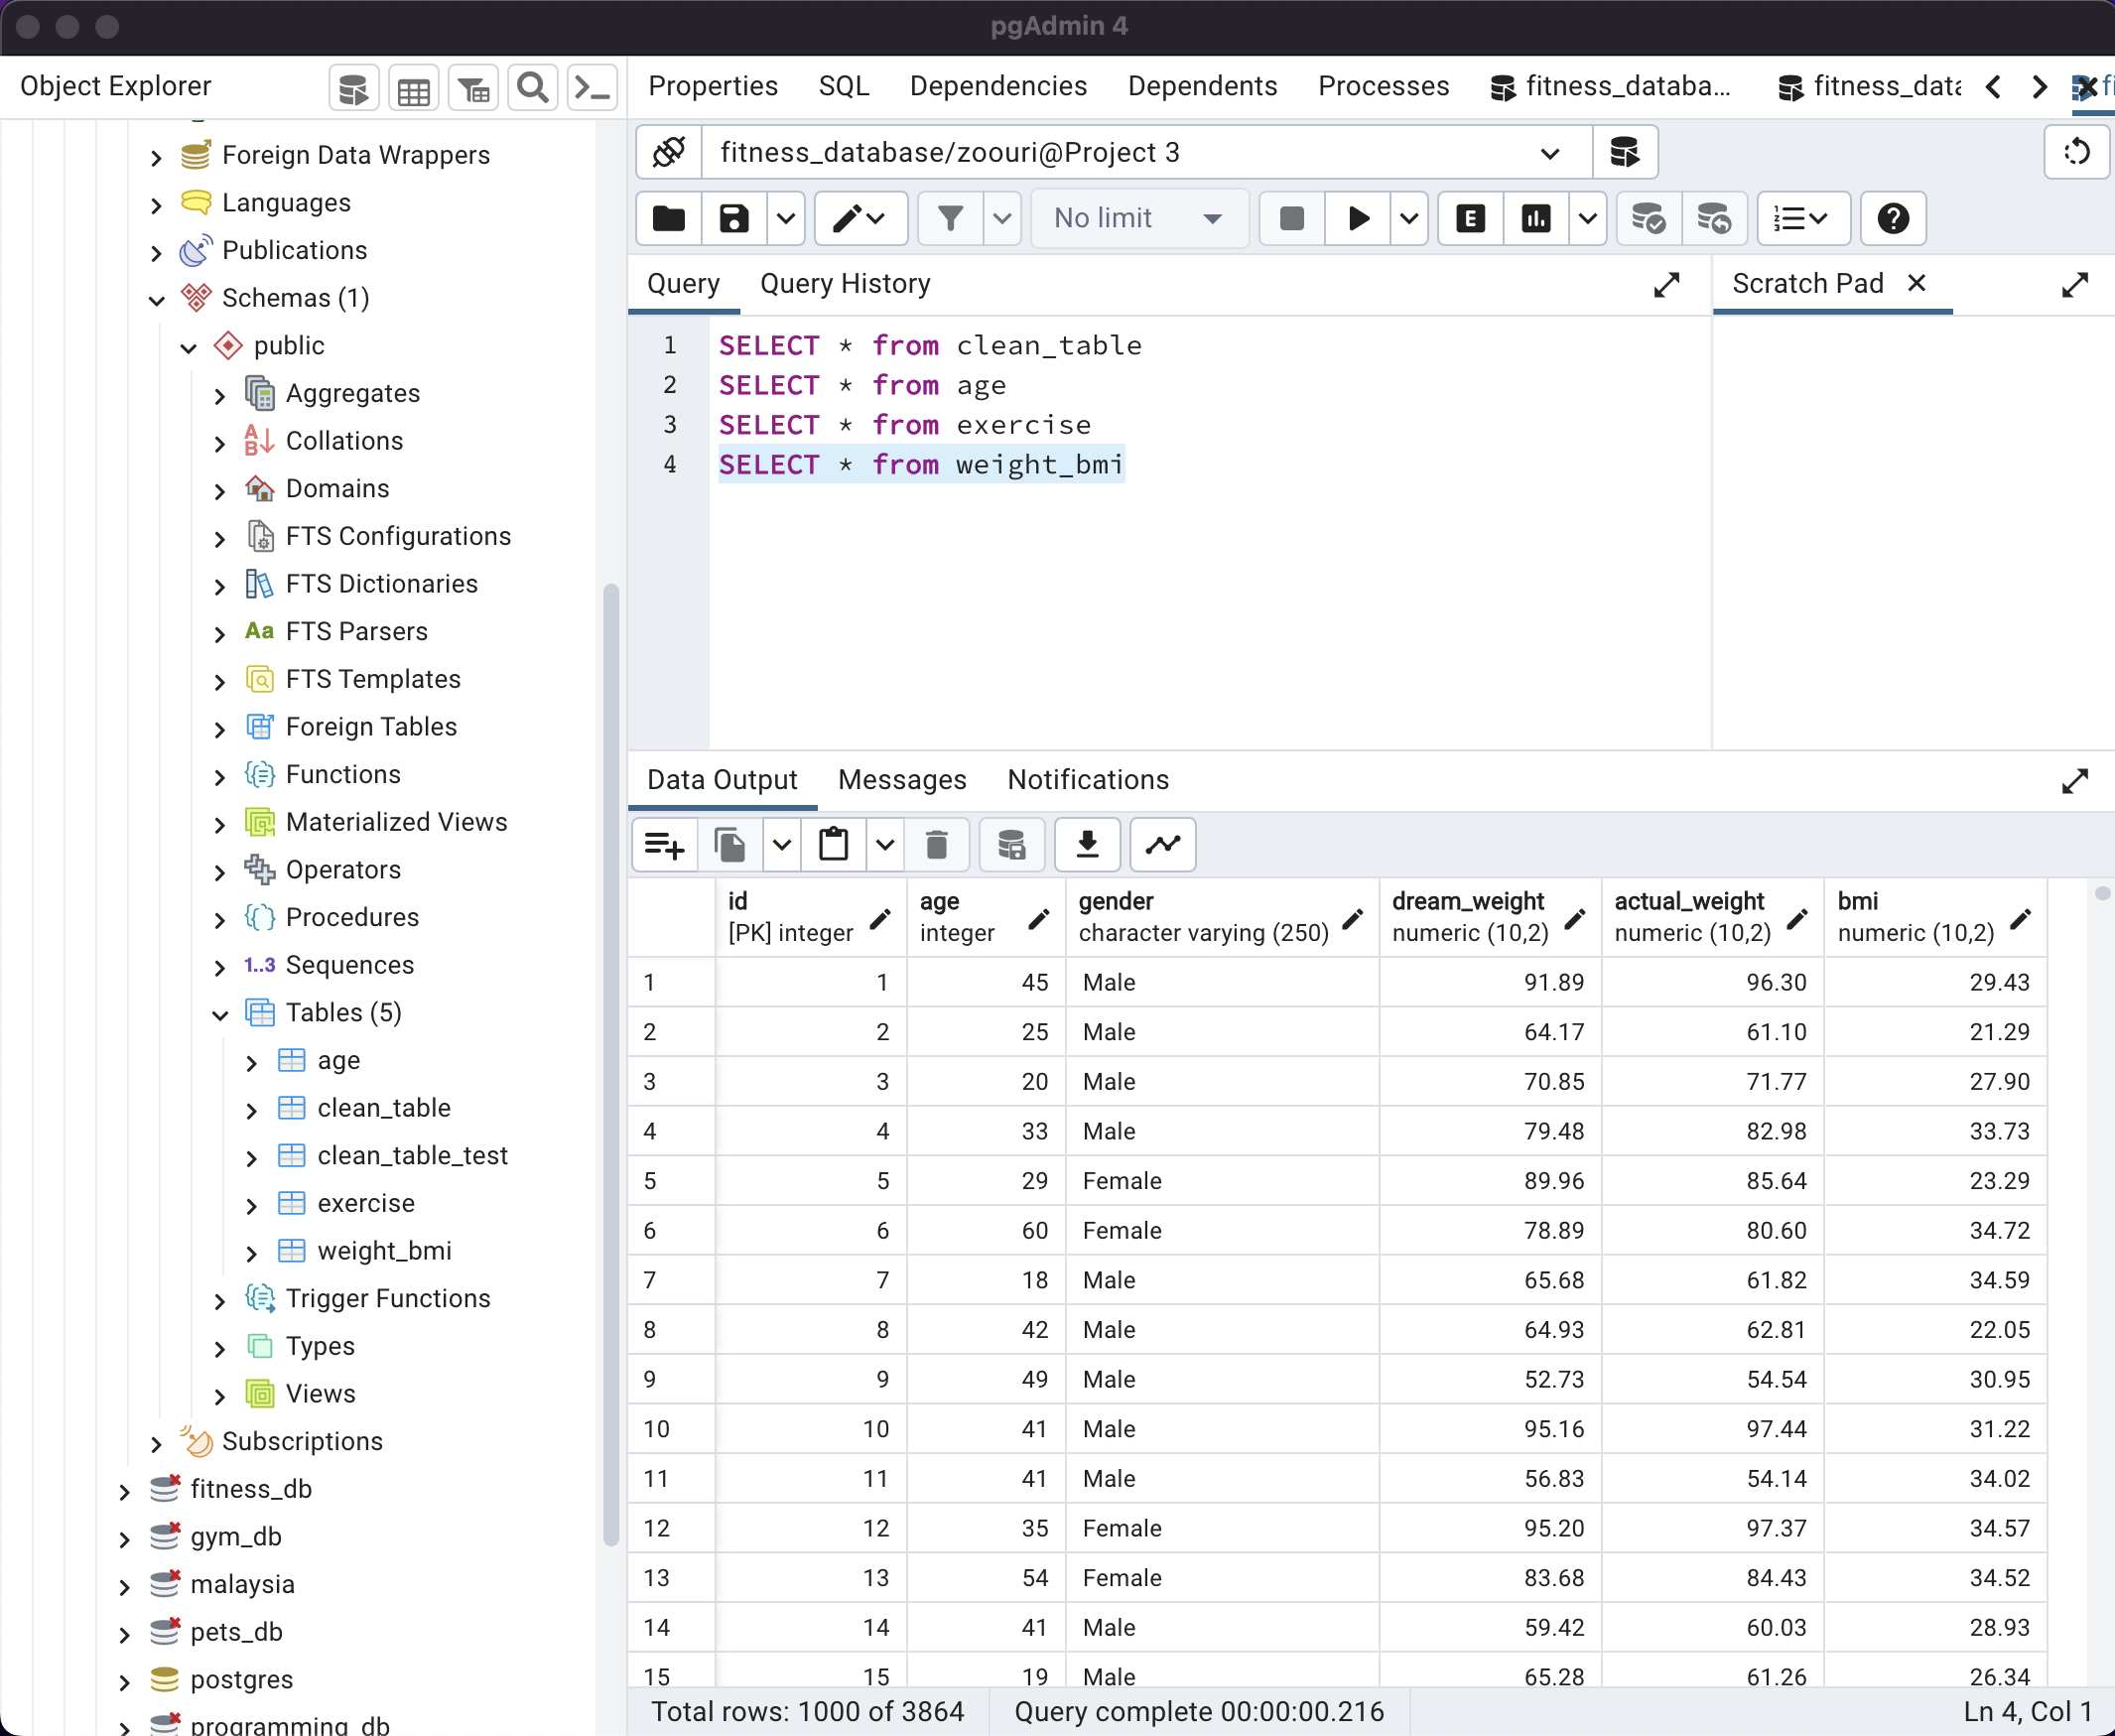 pgAdmin 4
Object Explorer
Foreign Data Wrappers
Languages
Publications
Schemas (1)
public
Aggregates
Collations
Domains
FTS Configurations
FTS Dictionaries
Aa FTS Parsers
FTS Templates
Foreign Tables
Functions
Materialized Views
Operators
Procedures
1..3 Sequences
Tables (5)
age
clean_table
clean_table_test
exercise
weight_bmi
Trigger Functions
Types
Views
Subscriptions
fitness_db
gym_db
malaysia
pets_db
postgres
programming_db
Properties SQL Dependencies Dependents Processes fitness_databa... fitness_data
fitness_database/zoouri@Project 3
No limit
Query Query History
Scratch Pad
1 SELECT * from clean_table
2 SELECT * from age
3 SELECT * from exercise
4 SELECT * from weight_bmi
Data Output Messages Notifications
id age gender dream_weight actual_weight bmi
[PK] integer integer character varying (250) numeric (10,2) numeric (10,2) numeric (10,2)
1 1 45 Male 91.89 96.30 29.43
2 2 25 Male 64.17 61.10 21.29
3 3 20 Male 70.85 71.77 27.90
4 4 33 Male 79.48 82.98 33.73
5 5 29 Female 89.96 85.64 23.29
6 6 60 Female 78.89 80.60 34.72
7 7 18 Male 65.68 61.82 34.59
8 8 42 Male 64.93 62.81 22.05
9 9 49 Male 52.73 54.54 30.95
10 10 41 Male 95.16 97.44 31.22
11 11 41 Male 56.83 54.14 34.02
12 12 35 Female 95.20 97.37 34.57
13 13 54 Female 83.68 84.43 34.52
14 14 41 Male 59.42 60.03 28.93
15 15 19 Male 65.28 61.26 26.34
Total rows: 1000 of 3864 Query complete 00:00:00.216 Ln 4, Col 1